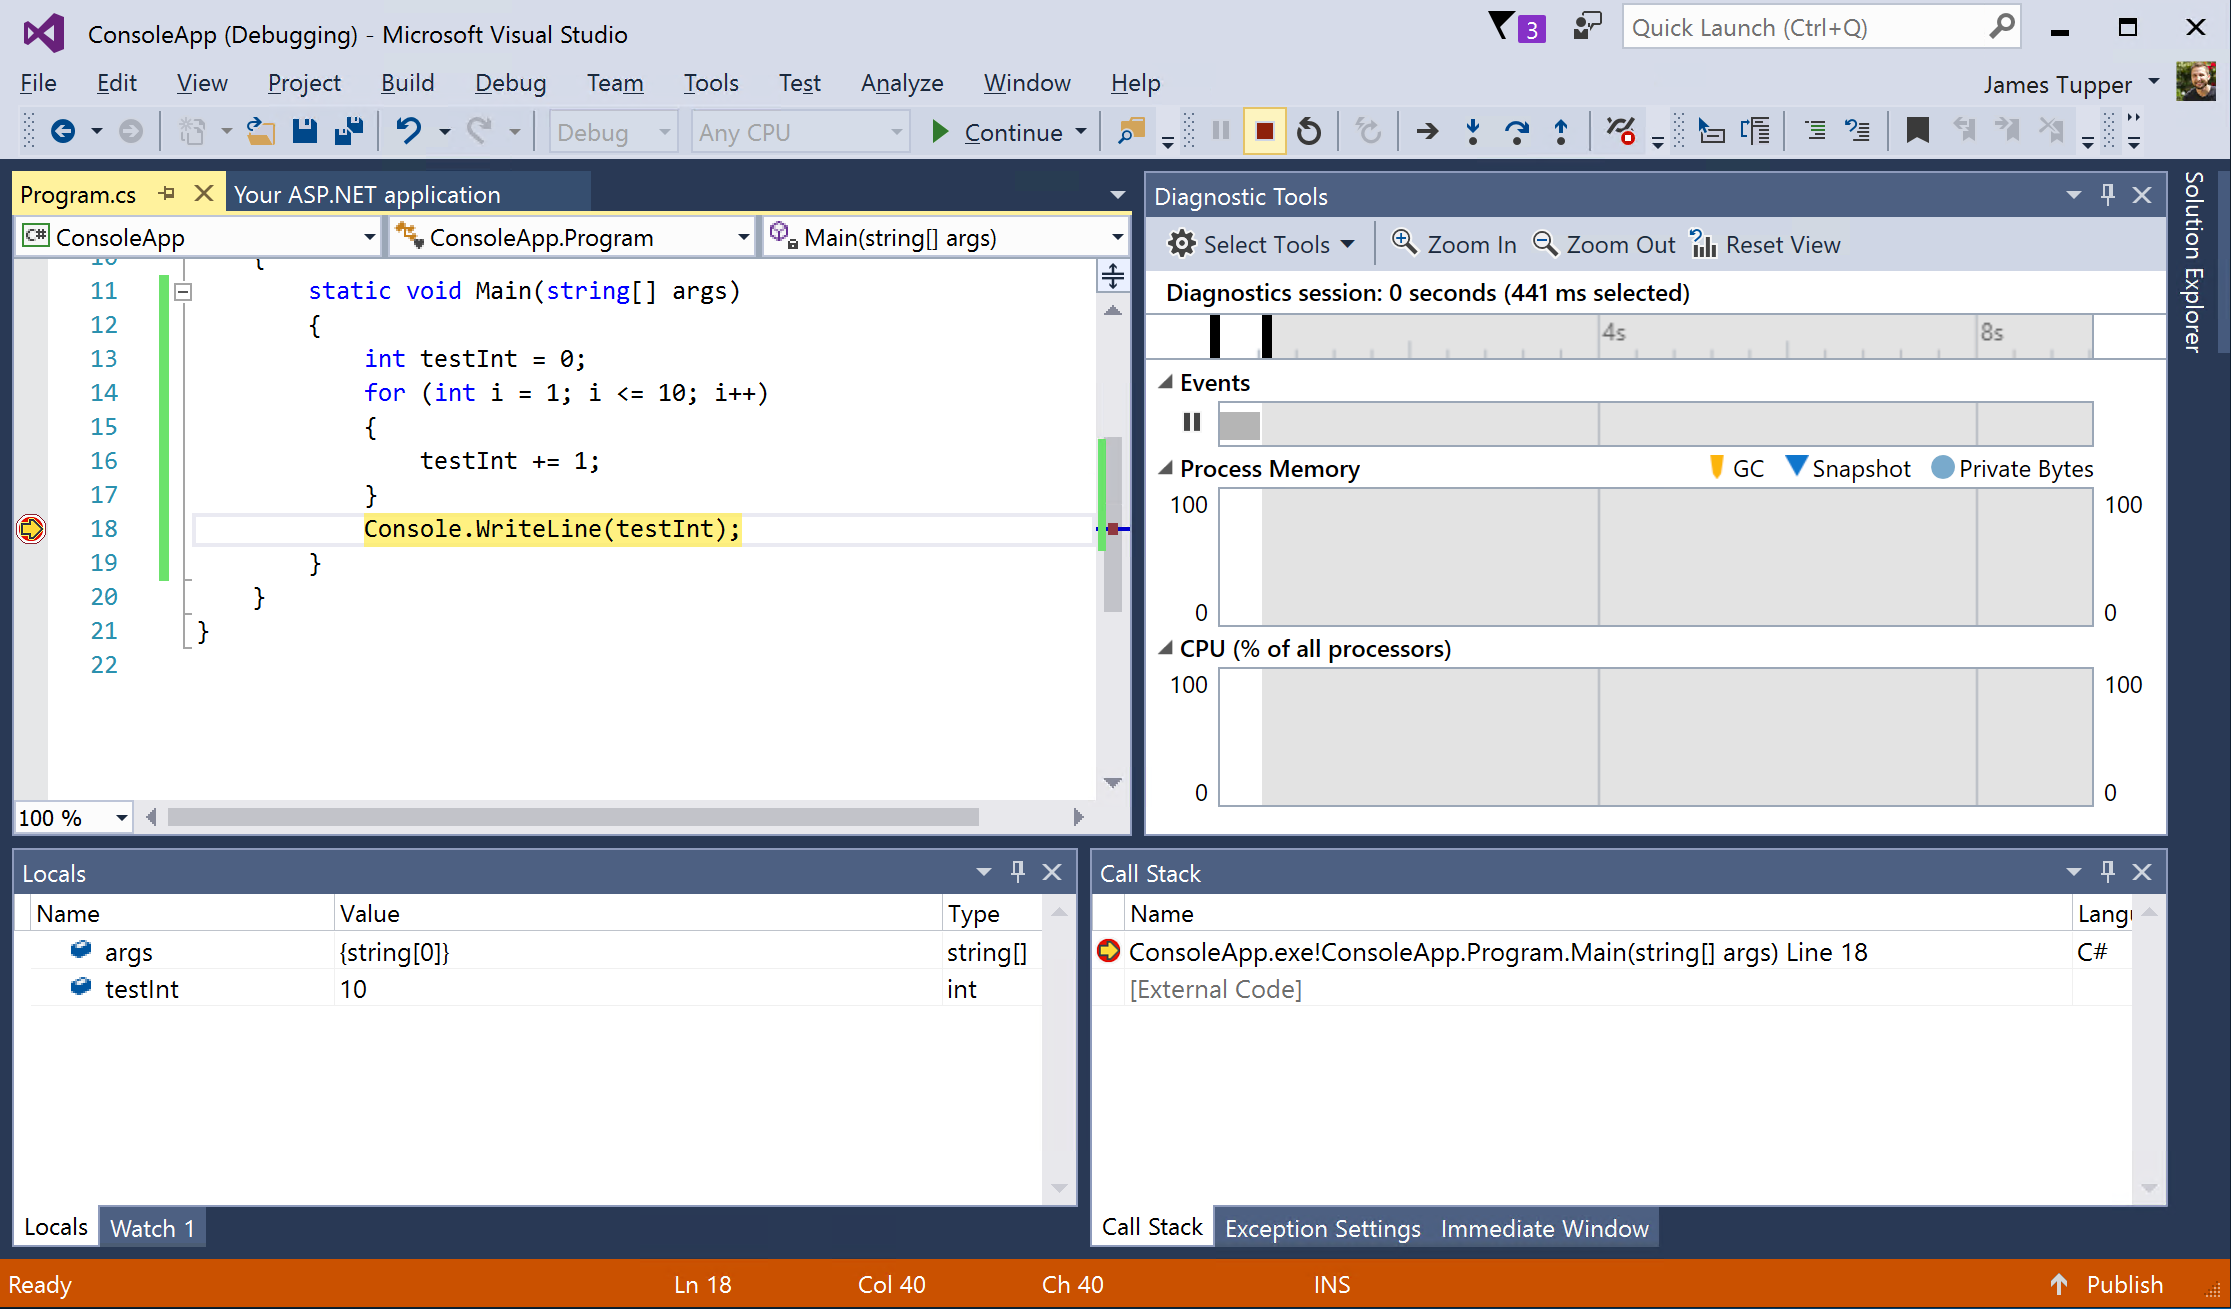 ConsoleApp (Debugging) - Microsoft Visual Studio
3
Quick Launch (Ctrl+Q)
File Edit View Project Build Debug Team Tools Test Analyze Window Help
James Tupper
Debug Any CPU Continue
Program.cs Your ASP.NET application
C# ConsoleApp ConsoleApp.Program Main(string[] args)
10 {
11 static void Main(string[] args)
12 {
13 int testInt = 0;
14 for (int i = 1; i <= 10; i++)
15 {
16 testInt += 1;
17 }
18 Console.WriteLine(testInt);
19 }
20 }
21 }
22
100 %
Diagnostic Tools
Select Tools Zoom In Zoom Out Reset View
Diagnostics session: 0 seconds (441 ms selected)
4s 8s
Events
Process Memory GC Snapshot Private Bytes
100 100
0 0
CPU (% of all processors)
100 100
0 0
Solution Explorer
Locals
Name Value Type
args {string[0]} string[]
testInt 10 int
Locals Watch 1
Call Stack
Name Langu
ConsoleApp.exe!ConsoleApp.Program.Main(string[] args) Line 18 C#
[External Code]
Call Stack Exception Settings Immediate Window
Ready Ln 18 Col 40 Ch 40 INS Publish